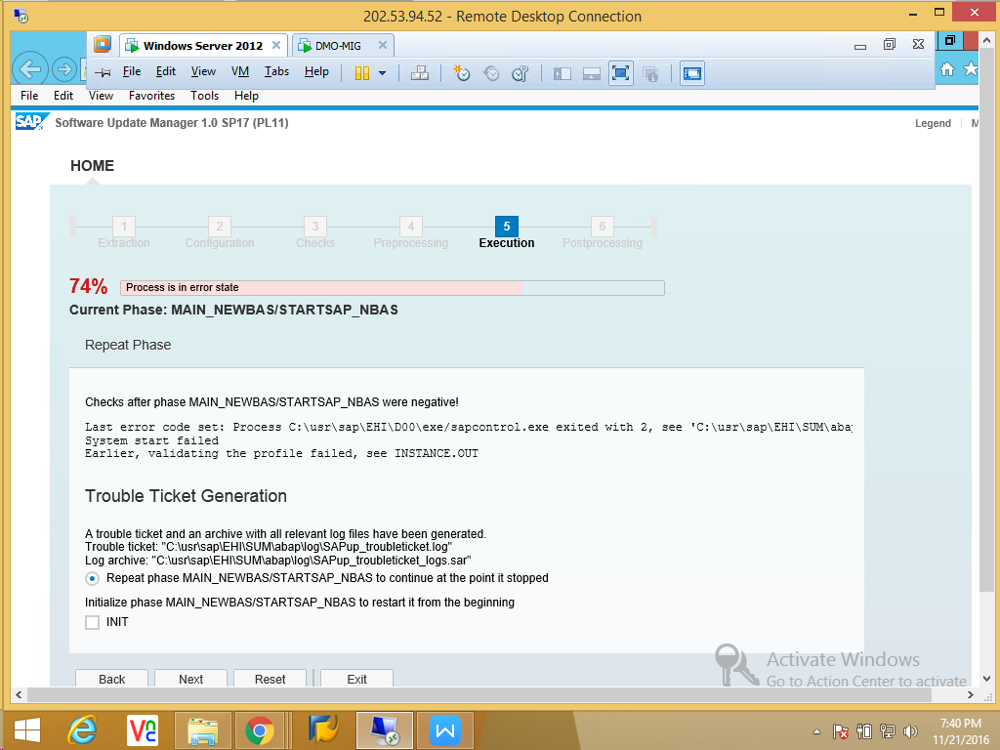 202.53.94.52 - Remote Desktop Connection
Windows Server 2012
DMO-MIG
File Edit View VM Tabs Help
File Edit View Favorites Tools Help
SAP Software Update Manager 1.0 SP17 (PL11)
Legend
HOME
1 2 3 4 5 6
Extraction Configuration Checks Preprocessing Execution Postprocessing
74% Process is in error state
Current Phase: MAIN_NEWBAS/STARTSAP_NBAS
Repeat Phase
Checks after phase MAIN_NEWBAS/STARTSAP_NBAS were negative!
Last error code set: Process C:\usr\sap\EHI\D00\exe/sapcontrol.exe exited with 2, see 'C:\usr\sap\EHI\SUM\aba
System start failed
Earlier, validating the profile failed, see INSTANCE.OUT
Trouble Ticket Generation
A trouble ticket and an archive with all relevant log files have been generated.
Trouble ticket: "C:\usr\sap\EHI\SUM\abap\log\SAPup_troubleticket.log"
Log archive: "C:\usr\sap\EHI\SUM\abap\log\SAPup_troubleticket_logs.sar"
Repeat phase MAIN_NEWBAS/STARTSAP_NBAS to continue at the point it stopped
Initialize phase MAIN_NEWBAS/STARTSAP_NBAS to restart it from the beginning
INIT
Activate Windows
Go to Action Center to activate
Back Next Reset Exit
7:40 PM
11/21/2016